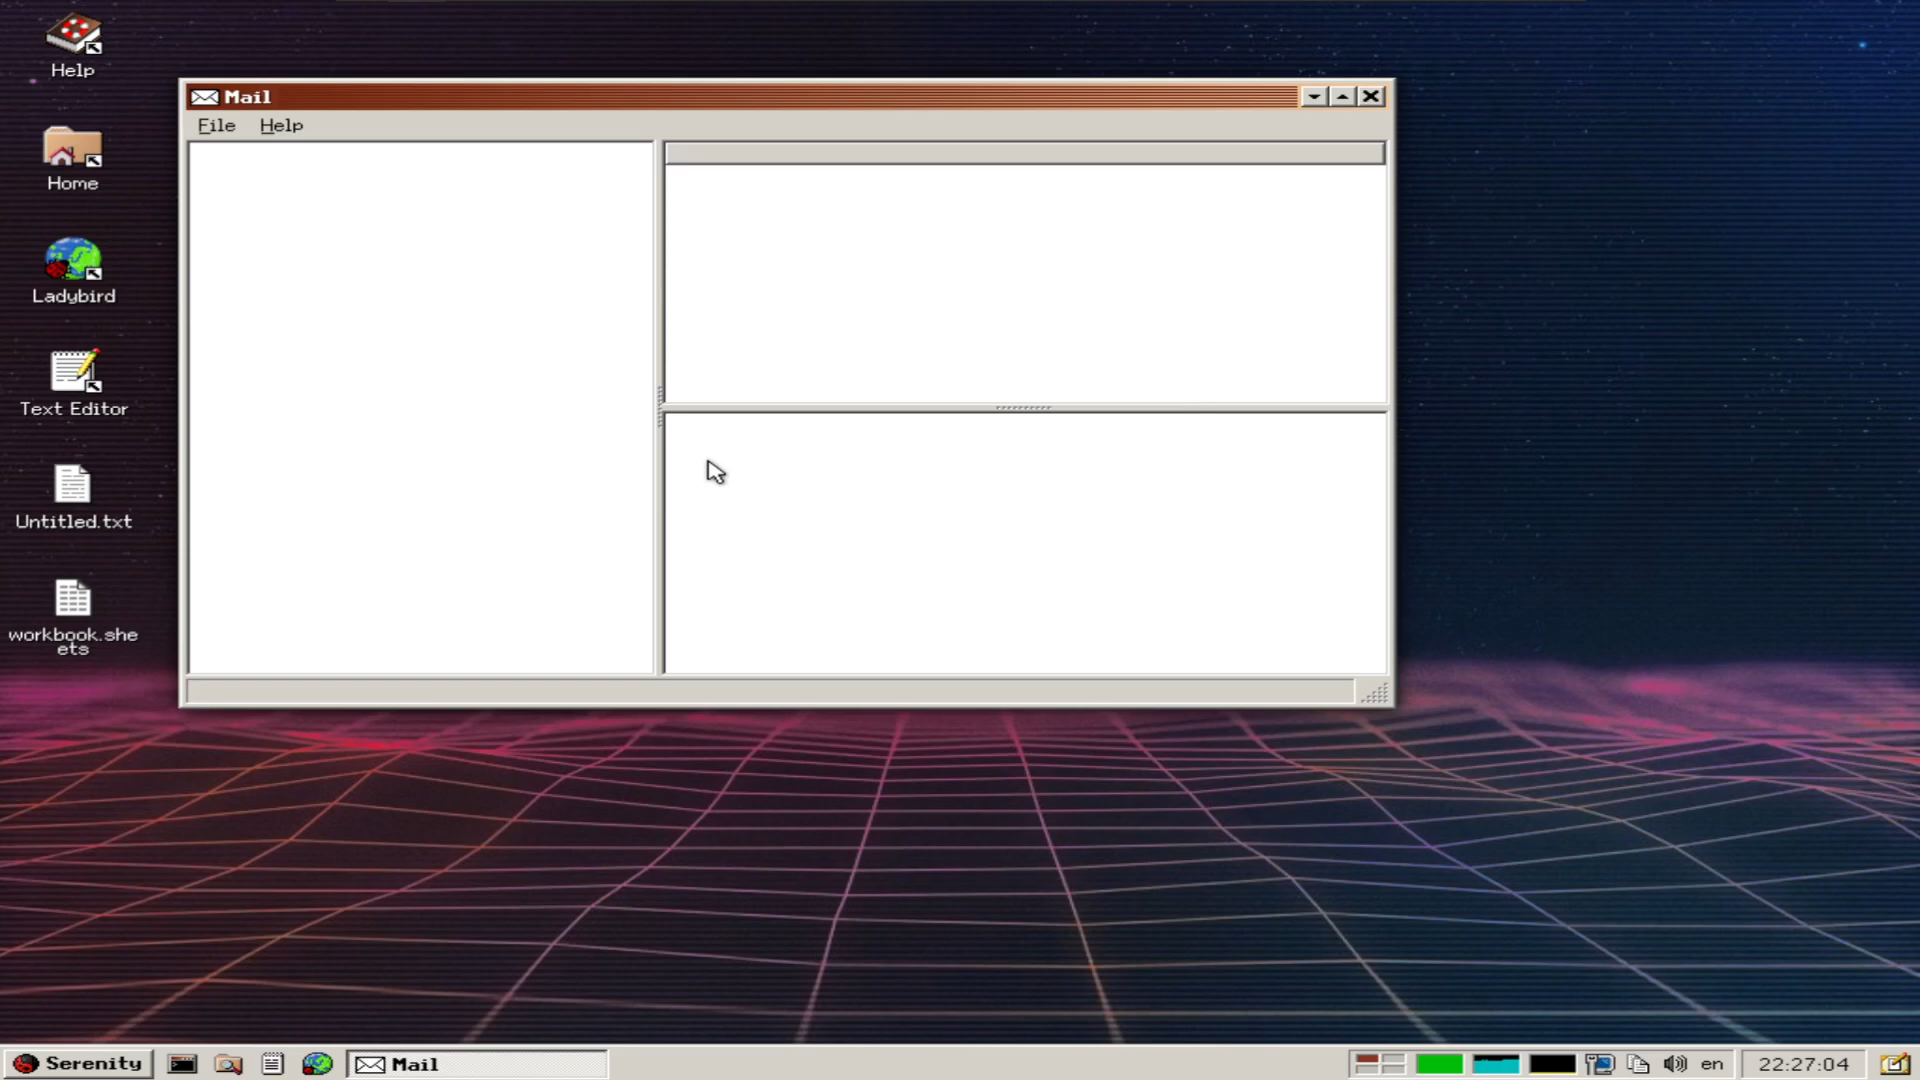 Help
Home
Ladybird
Text Editor
Untitled.txt
workbook.she
ets
Mail
File Help
Serenity
Mail
en
22:27:04